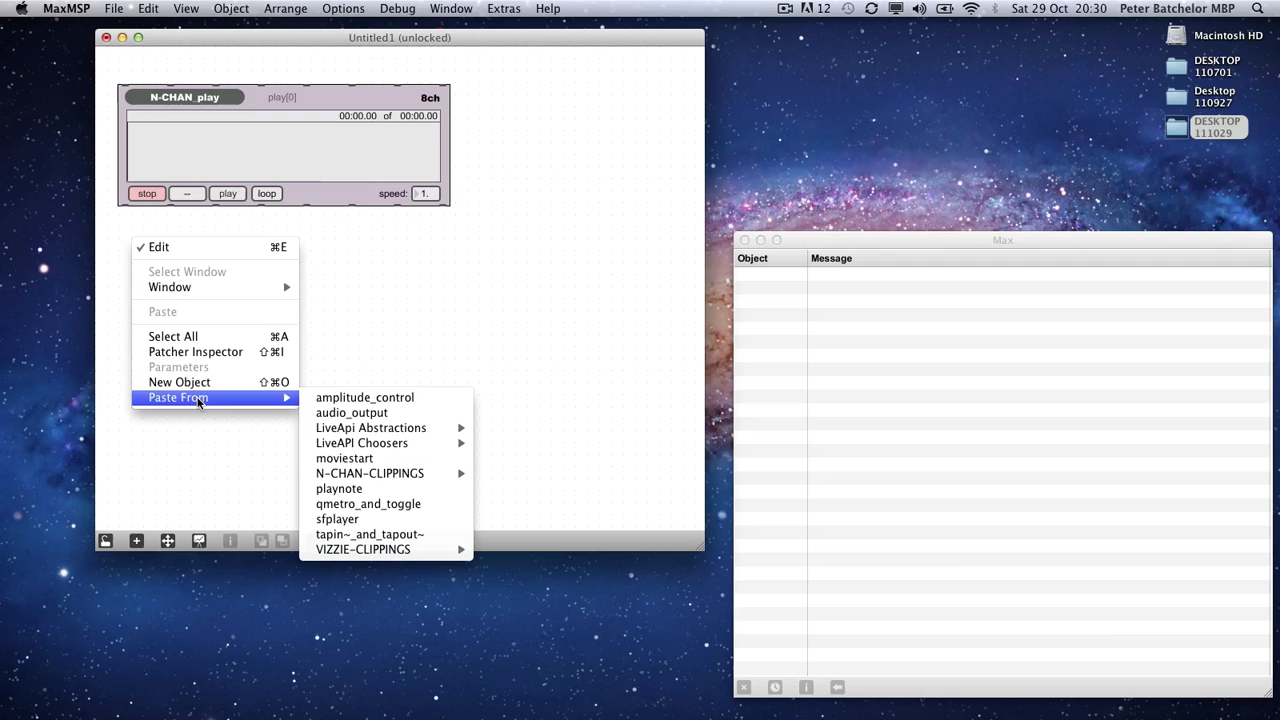 MaxMSP File Edit View Object Arrange Options Debug Window Extras Help 12 Sat 29 Oct 20:30 Peter Batchelor MBP
Untitled1 (unlocked)
N-CHAN_play play[0] 8ch
00:00.00 of 00:00.00
stop -- play loop speed: 1.
Edit ⌘E
Select Window
Window
Paste
Select All ⌘A
Patcher Inspector ⇧⌘I
Parameters
New Object ⇧⌘O
Paste From
amplitude_control
audio_output
LiveApi Abstractions
LiveAPI Choosers
moviestart
N-CHAN-CLIPPINGS
playnote
qmetro_and_toggle
sfplayer
tapin~_and_tapout~
VIZZIE-CLIPPINGS
Macintosh HD
DESKTOP
110701
Desktop
110927
DESKTOP
111029
Max
Object Message